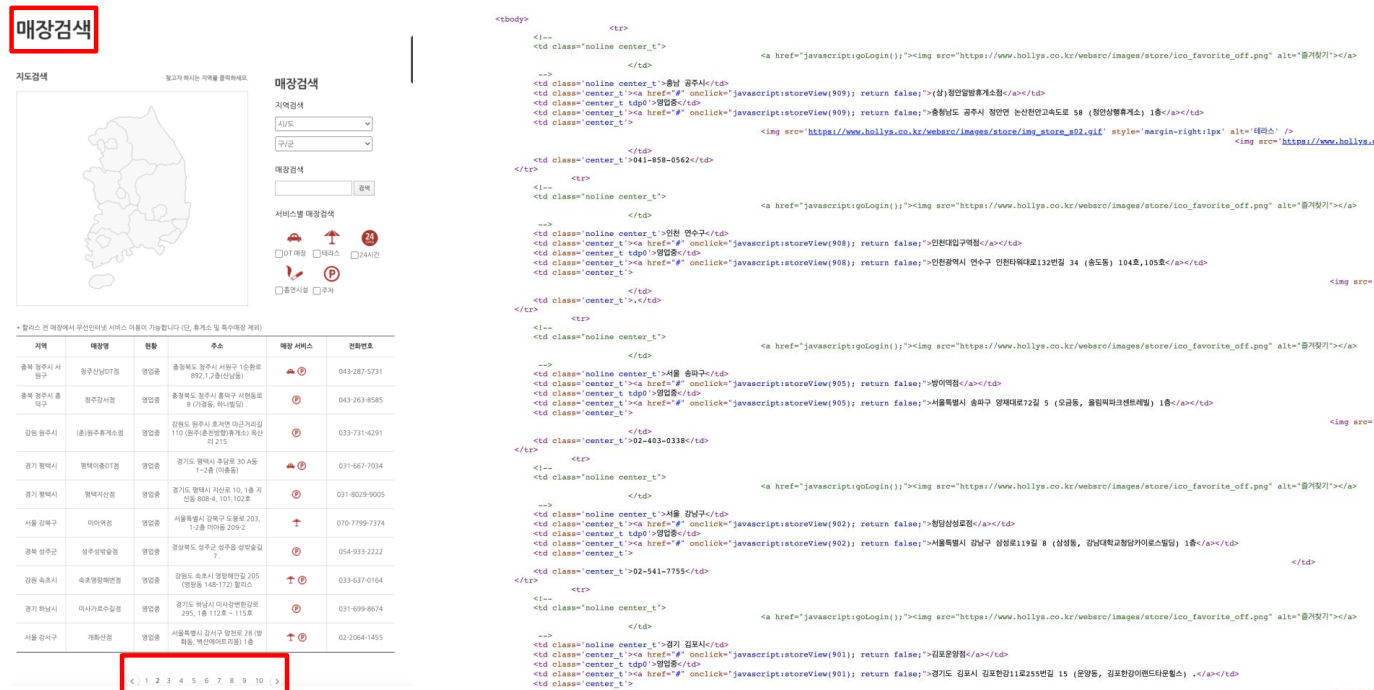 매장검색
지도검색
· 찾고자 하시는 지역을 클릭하세요.
매장검색
지역검색
시/도
구/군
매장검색
검색
서비스별 매장검색
24
DT 매장 테라스 24시간
P
흡연시설 주차
* 할리스 전 매장에서 무선인터넷 서비스 이용이 가능합니다 (단, 휴게소 및 특수매장 제외)
지역 매장명 현황 주소 매장 서비스 전화번호
충북 청주시 서원구 청주산남DT점 영업중 충청북도 청주시 서원구 1순환로 892,1,2층(산남동) P 043-287-5731
충북 청주시 흥덕구 청주강서점 영업중 충청북도 청주시 흥덕구 서현동로 8 (가경동, 하나빌딩) . P 043-263-8585
강원 원주시 (춘)원주휴게소점 영업중 강원도 원주시 호저면 마근거리길 110 (원주(춘천방향)휴게소) 옥산리 215 P 033-731-4291
경기 평택시 평택이충DT점 영업중 경기도 평택시 추담로 30 A동 1~2층 (이충동) P 031-667-7034
경기 평택시 평택지산점 영업중 경기도 평택시 지산로 10, 1층 지산동 808-4, 101,102호 P 031-8029-9005
서울 강북구 미아역점 영업중 서울특별시 강북구 도봉로 203, 1-2층 미아동 209-2 070-7799-7374
경북 성주군 성주성밖숲점 영업중 경상북도 성주군 성주읍 성밖숲길 7 . P 054-933-2222
강원 속초시 속초영랑해변점 영업중 강원도 속초시 영랑해안길 205 (영랑동 148-172) 할리스 P 033-637-0164
경기 하남시 미사가로수길점 영업중 경기도 하남시 미사강변한강로 295, 1층 112호 ~ 115호 P 031-699-8674
서울 강서구 개화산점 영업중 서울특별시 강서구 양천로 28 (방화동, 벽산에어트리움) 1층 P 02-2064-1455
< 1 2 3 4 5 6 7 8 9 10 >
<tbody>
<tr>
<!--
<td class="noline center_t">
<a href="javascript:goLogin();"><img src="https://www.hollys.co.kr/websrc/images/store/ico_favorite_off.png" alt="즐겨찾기"></a>
</td>
-->
<td class='noline center_t'>충남 공주시</td>
<td class='center_t'><a href="#" onclick="javascript:storeView(909); return false;">(상)정안알밤휴게소점</a></td>
<td class='center_t tdp0'>영업중</td>
<td class='center_t'><a href="#" onclick="javascript:storeView(909); return false;">충청남도 공주시 정안면 논산천안고속도로 58 (정안상행휴게소) 1층</a></td>
<td class='center_t'>
<img src='https://www.hollys.co.kr/websrc/images/store/img_store_s02.gif' style='margin-right:1px' alt='테라스' />
<img src='https://www.hollys.
</td>
<td class='center_t'>041-858-0562</td>
</tr>
<tr>
<!--
<td class="noline center_t">
<a href="javascript:goLogin();"><img src="https://www.hollys.co.kr/websrc/images/store/ico_favorite_off.png" alt="즐겨찾기"></a>
</td>
-->
<td class='noline center_t'>인천 연수구</td>
<td class='center_t'><a href="#" onclick="javascript:storeView(908); return false;">인천대입구역점</a></td>
<td class='center_t tdp0'>영업중</td>
<td class='center_t'><a href="#" onclick="javascript:storeView(908); return false;">인천광역시 연수구 인천타워대로132번길 34 (송도동) 104호,105호</a></td>
<td class='center_t'>
<img src=
</td>
<td class='center_t'>.</td>
</tr>
<tr>
<!--
<td class="noline center_t">
<a href="javascript:goLogin();"><img src="https://www.hollys.co.kr/websrc/images/store/ico_favorite_off.png" alt="즐겨찾기"></a>
</td>
-->
<td class='noline center_t'>서울 송파구</td>
<td class='center_t'><a href="#" onclick="javascript:storeView(905); return false;">방이역점</a></td>
<td class='center_t tdp0'>영업중</td>
<td class='center_t'><a href="#" onclick="javascript:storeView(905); return false;">서울특별시 송파구 양재대로72길 5 (오금동, 올림픽파크센트레빌) 1층</a></td>
<td class='center_t'>
<img src=
</td>
<td class='center_t'>02-403-0338</td>
</tr>
<tr>
<!--
<td class="noline center_t">
<a href="javascript:goLogin();"><img src="https://www.hollys.co.kr/websrc/images/store/ico_favorite_off.png" alt="즐겨찾기"></a>
</td>
-->
<td class='noline center_t'>서울 강남구</td>
<td class='center_t'><a href="#" onclick="javascript:storeView(902); return false;">청담삼성로점</a></td>
<td class='center_t tdp0'>영업중</td>
<td class='center_t'><a href="#" onclick="javascript:storeView(902); return false;">서울특별시 강남구 삼성로119길 8 (삼성동, 강남대학교청담카이로스빌딩) 1층</a></td>
<td class='center_t'>
</td>
<td class='center_t'>02-541-7755</td>
</tr>
<tr>
<!--
<td class="noline center_t">
<a href="javascript:goLogin();"><img src="https://www.hollys.co.kr/websrc/images/store/ico_favorite_off.png" alt="즐겨찾기"></a>
</td>
-->
<td class='noline center_t'>경기 김포시</td>
<td class='center_t'><a href="#" onclick="javascript:storeView(901); return false;">김포운양점</a></td>
<td class='center_t tdp0'>영업중</td>
<td class='center_t'><a href="#" onclick="javascript:storeView(901); return false;">경기도 김포시 김포한강11로255번길 15 (운양동, 김포한강이랜드타운힐스) .</a></td>
<td class='center_t'>